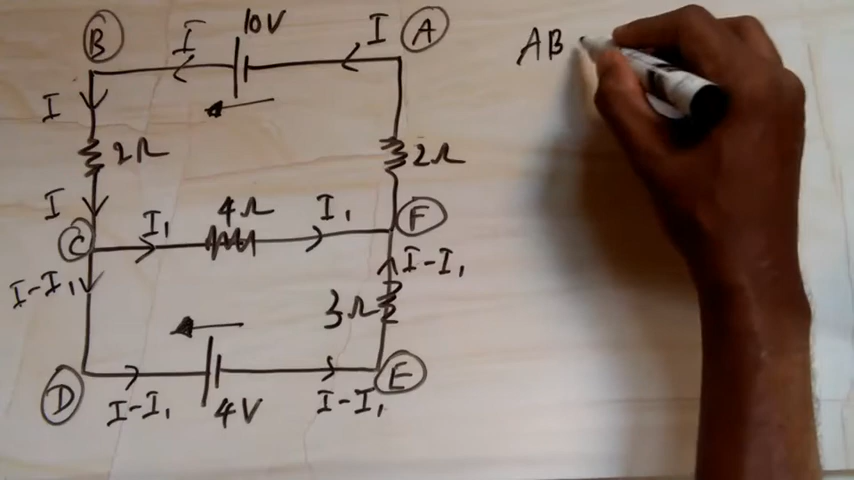 10V
B
I
I
A
AB
I
2Ω
2Ω
I
I₁
4Ω
I₁
F
C
I-I₁
I-I₁
3Ω
D
I-I₁
4V
I-I₁
E